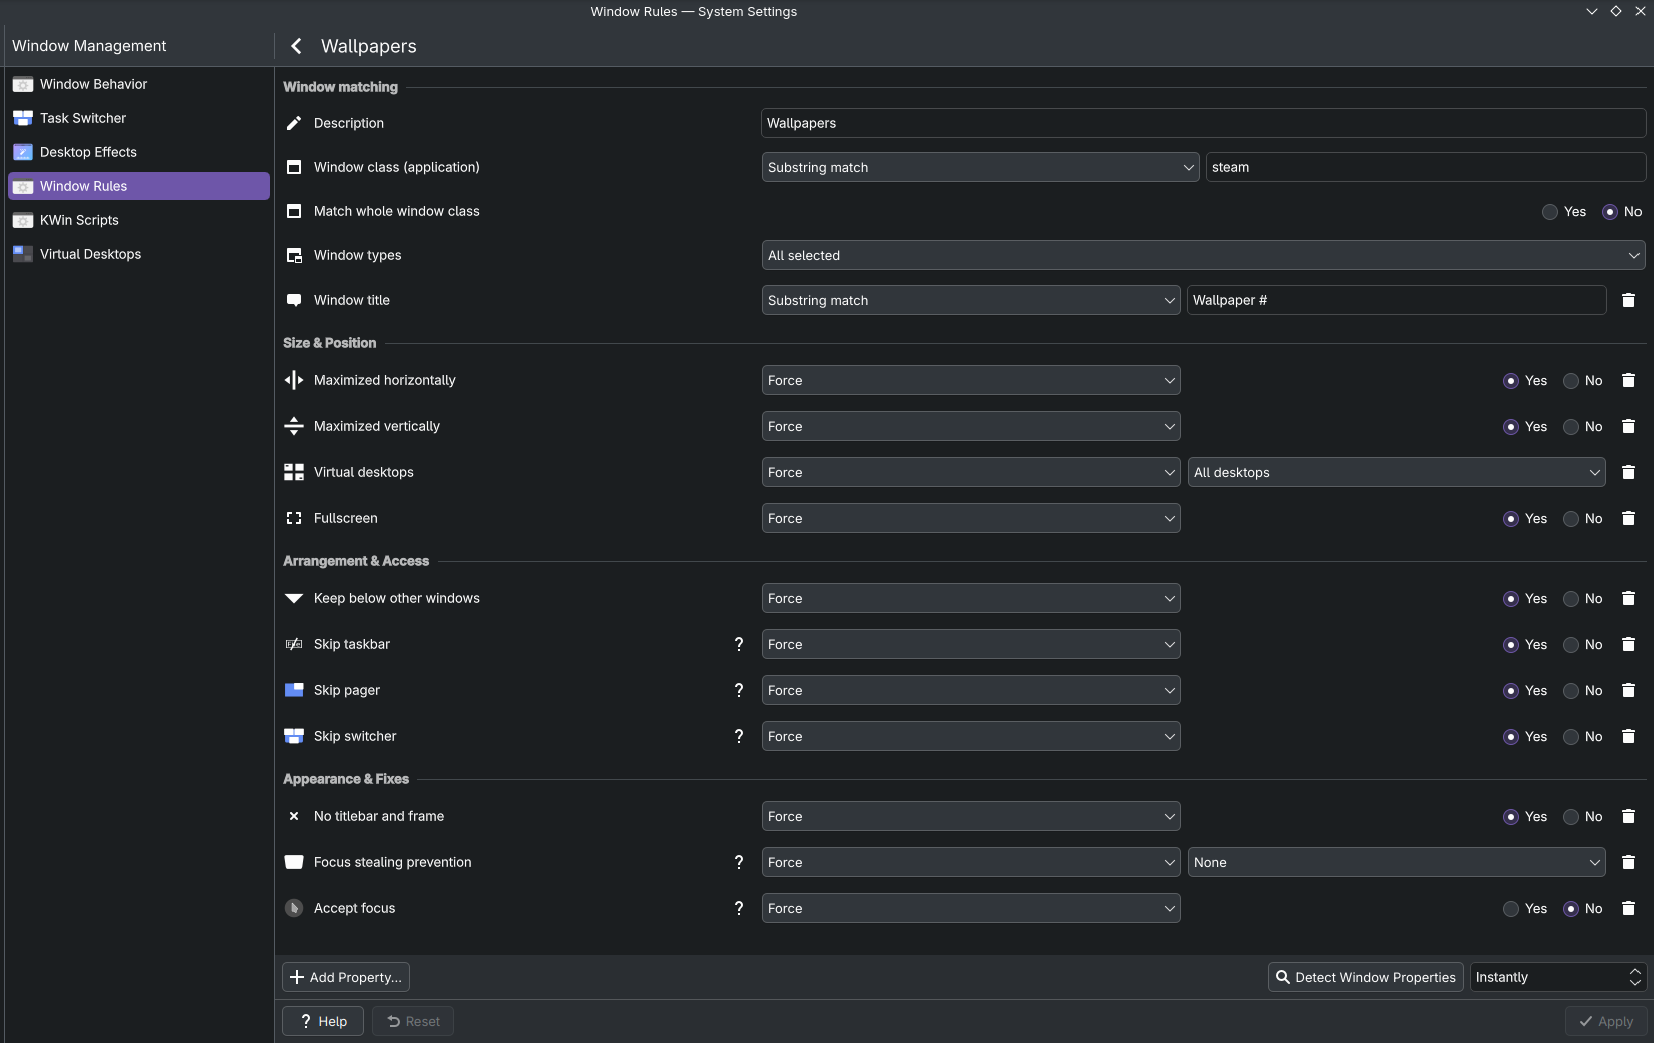 Window Rules — System Settings
Window Management
Wallpapers
Window Behavior
Task Switcher
Desktop Effects
Window Rules
KWin Scripts
Virtual Desktops
Window matching
Description Wallpapers
Window class (application) Substring match steam
Match whole window class Yes No
Window types All selected
Window title Substring match Wallpaper #
Size & Position
Maximized horizontally Force Yes No
Maximized vertically Force Yes No
Virtual desktops Force All desktops
Fullscreen Force Yes No
Arrangement & Access
Keep below other windows Force Yes No
Skip taskbar ? Force Yes No
Skip pager ? Force Yes No
Skip switcher ? Force Yes No
Appearance & Fixes
No titlebar and frame Force Yes No
Focus stealing prevention ? Force None
Accept focus ? Force Yes No
Add Property... Detect Window Properties Instantly
? Help Reset Apply